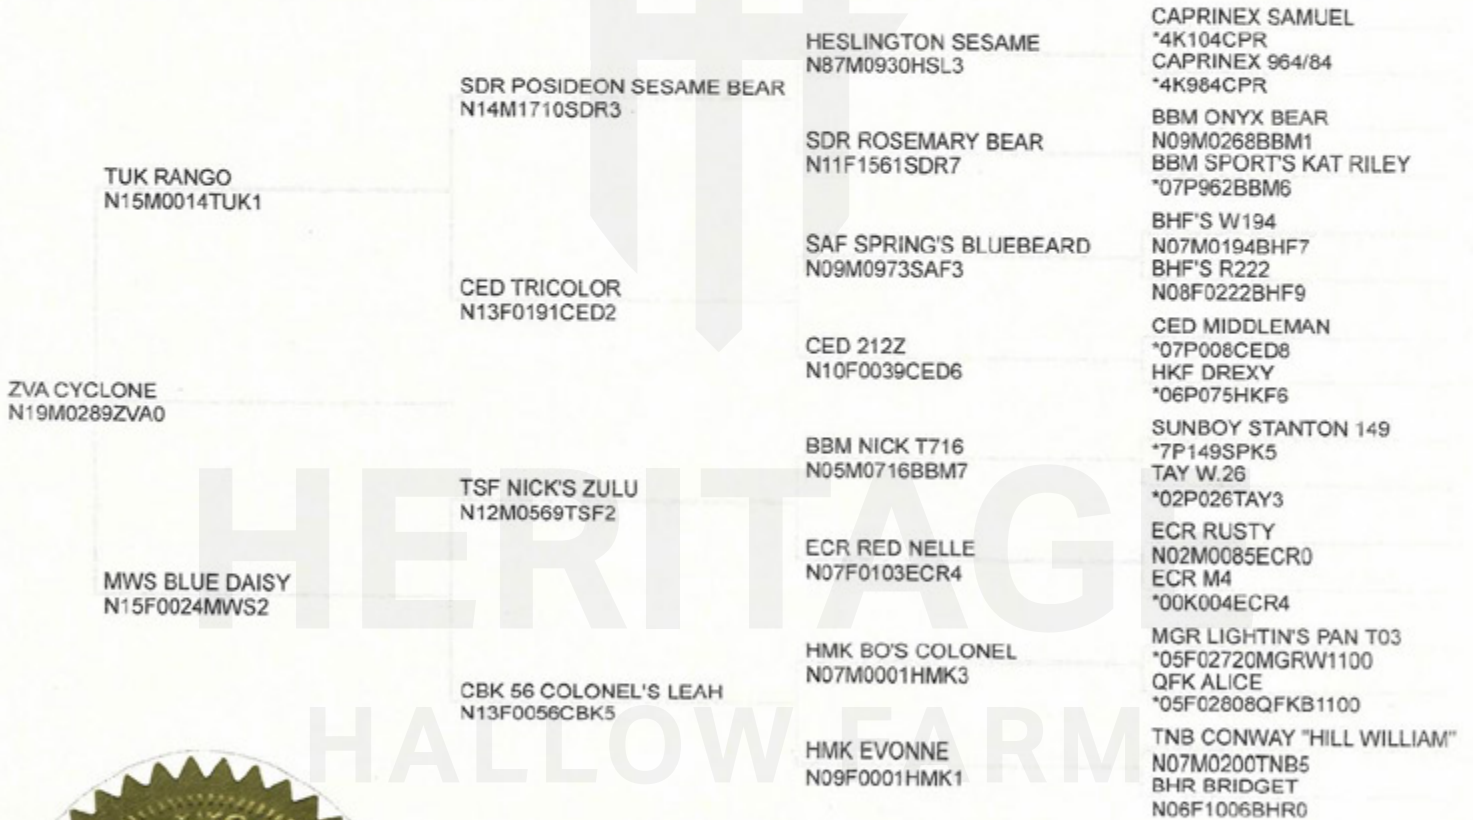 ZVA CYCLONE
N19M0289ZVA0
TUK RANGO
N15M0014TUK1
MWS BLUE DAISY
N15F0024MWS2
SDR POSIDEON SESAME BEAR
N14M1710SDR3
CED TRICOLOR
N13F0191CED2
TSF NICK'S ZULU
N12M0569TSF2
CBK 56 COLONEL'S LEAH
N13F0056CBK5
HESLINGTON SESAME
N87M0930HSL3
SDR ROSEMARY BEAR
N11F1561SDR7
SAF SPRING'S BLUEBEARD
N09M0973SAF3
CED 212Z
N10F0039CED6
BBM NICK T716
N05M0716BBM7
ECR RED NELLE
N07F0103ECR4
HMK BO'S COLONEL
N07M0001HMK3
HMK EVONNE
N09F0001HMK1
CAPRINEX SAMUEL
*4K104CPR
CAPRINEX 964/84
*4K984CPR
BBM ONYX BEAR
N09M0268BBM1
BBM SPORT'S KAT RILEY
*07P962BBM6
BHF'S W194
N07M0194BHF7
BHF'S R222
N08F0222BHF9
CED MIDDLEMAN
*07P008CED8
HKF DREXY
*06P075HKF6
SUNBOY STANTON 149
*7P149SPK5
TAY W.26
*02P026TAY3
ECR RUSTY
N02M0085ECR0
ECR M4
*00K004ECR4
MGR LIGHTIN'S PAN T03
*05F02720MGRW1100
QFK ALICE
*05F02808QFKB1100
TNB CONWAY "HILL WILLIAM"
N07M0200TNB5
BHR BRIDGET
N06F1006BHR0
HERITAGE
HALLOW FARM